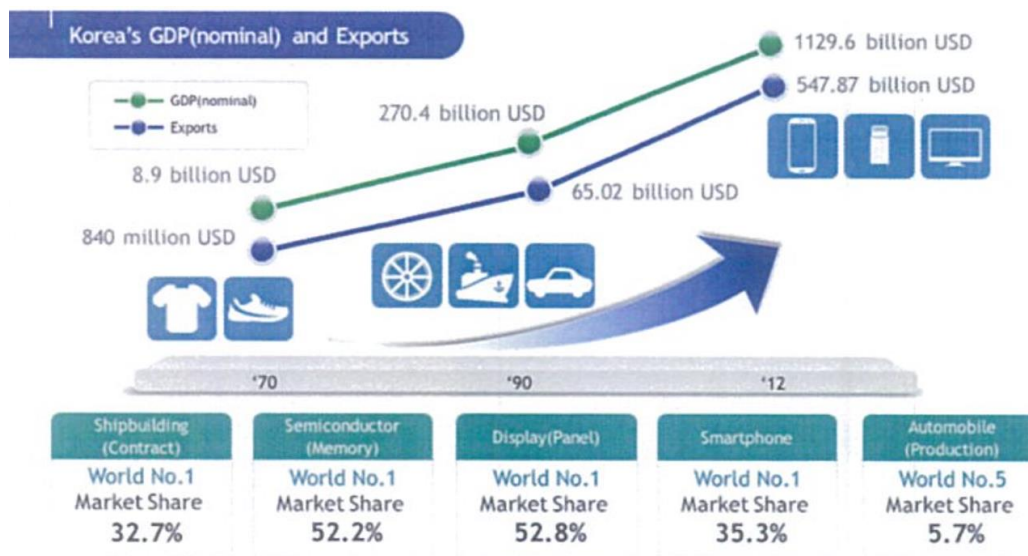 Korea's GDP(nominal) and Exports
GDP(nominal)
Exports
1129.6 billion USD
547.87 billion USD
270.4 billion USD
65.02 billion USD
8.9 billion USD
840 million USD
'70
'90
'12
Shipbuilding
(Contract)
World No.1
Market Share
32.7%
Semiconductor
(Memory)
World No.1
Market Share
52.2%
Display(Panel)
World No.1
Market Share
52.8%
Smartphone
World No.1
Market Share
35.3%
Automobile
(Production)
World No.5
Market Share
5.7%